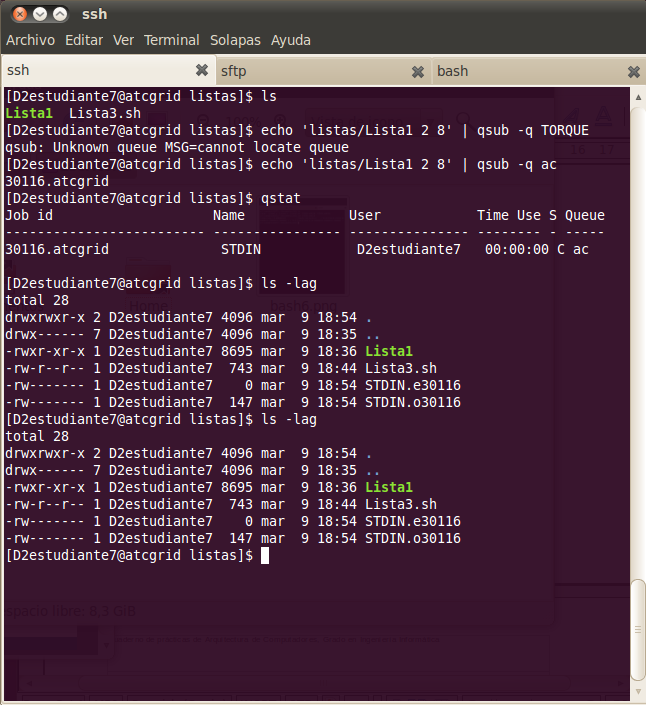 ssh
Archivo Editar Ver Terminal Solapas Ayuda
ssh sftp bash
[D2estudiante7@atcgrid listas]$ ls
Lista1  Lista3.sh
[D2estudiante7@atcgrid listas]$ echo 'listas/Lista1 2 8' | qsub -q TORQUE
qsub: Unknown queue MSG=cannot locate queue
[D2estudiante7@atcgrid listas]$ echo 'listas/Lista1 2 8' | qsub -q ac
30116.atcgrid
[D2estudiante7@atcgrid listas]$ qstat
Job id                    Name             User            Time Use S Queue
------------------------- ---------------- --------------- -------- - -----
30116.atcgrid              STDIN            D2estudiante7   00:00:00 C ac
[D2estudiante7@atcgrid listas]$ ls -lag
total 28
drwxrwxr-x 2 D2estudiante7 4096 mar  9 18:54 .
drwx------ 7 D2estudiante7 4096 mar  9 18:35 ..
-rwxr-xr-x 1 D2estudiante7 8695 mar  9 18:36 Lista1
-rw-r--r-- 1 D2estudiante7  743 mar  9 18:44 Lista3.sh
-rw------- 1 D2estudiante7    0 mar  9 18:54 STDIN.e30116
-rw------- 1 D2estudiante7  147 mar  9 18:54 STDIN.o30116
[D2estudiante7@atcgrid listas]$ ls -lag
total 28
drwxrwxr-x 2 D2estudiante7 4096 mar  9 18:54 .
drwx------ 7 D2estudiante7 4096 mar  9 18:35 ..
-rwxr-xr-x 1 D2estudiante7 8695 mar  9 18:36 Lista1
-rw-r--r-- 1 D2estudiante7  743 mar  9 18:44 Lista3.sh
-rw------- 1 D2estudiante7    0 mar  9 18:54 STDIN.e30116
-rw------- 1 D2estudiante7  147 mar  9 18:54 STDIN.o30116
[D2estudiante7@atcgrid listas]$
spacio libre: 8.3 GiB